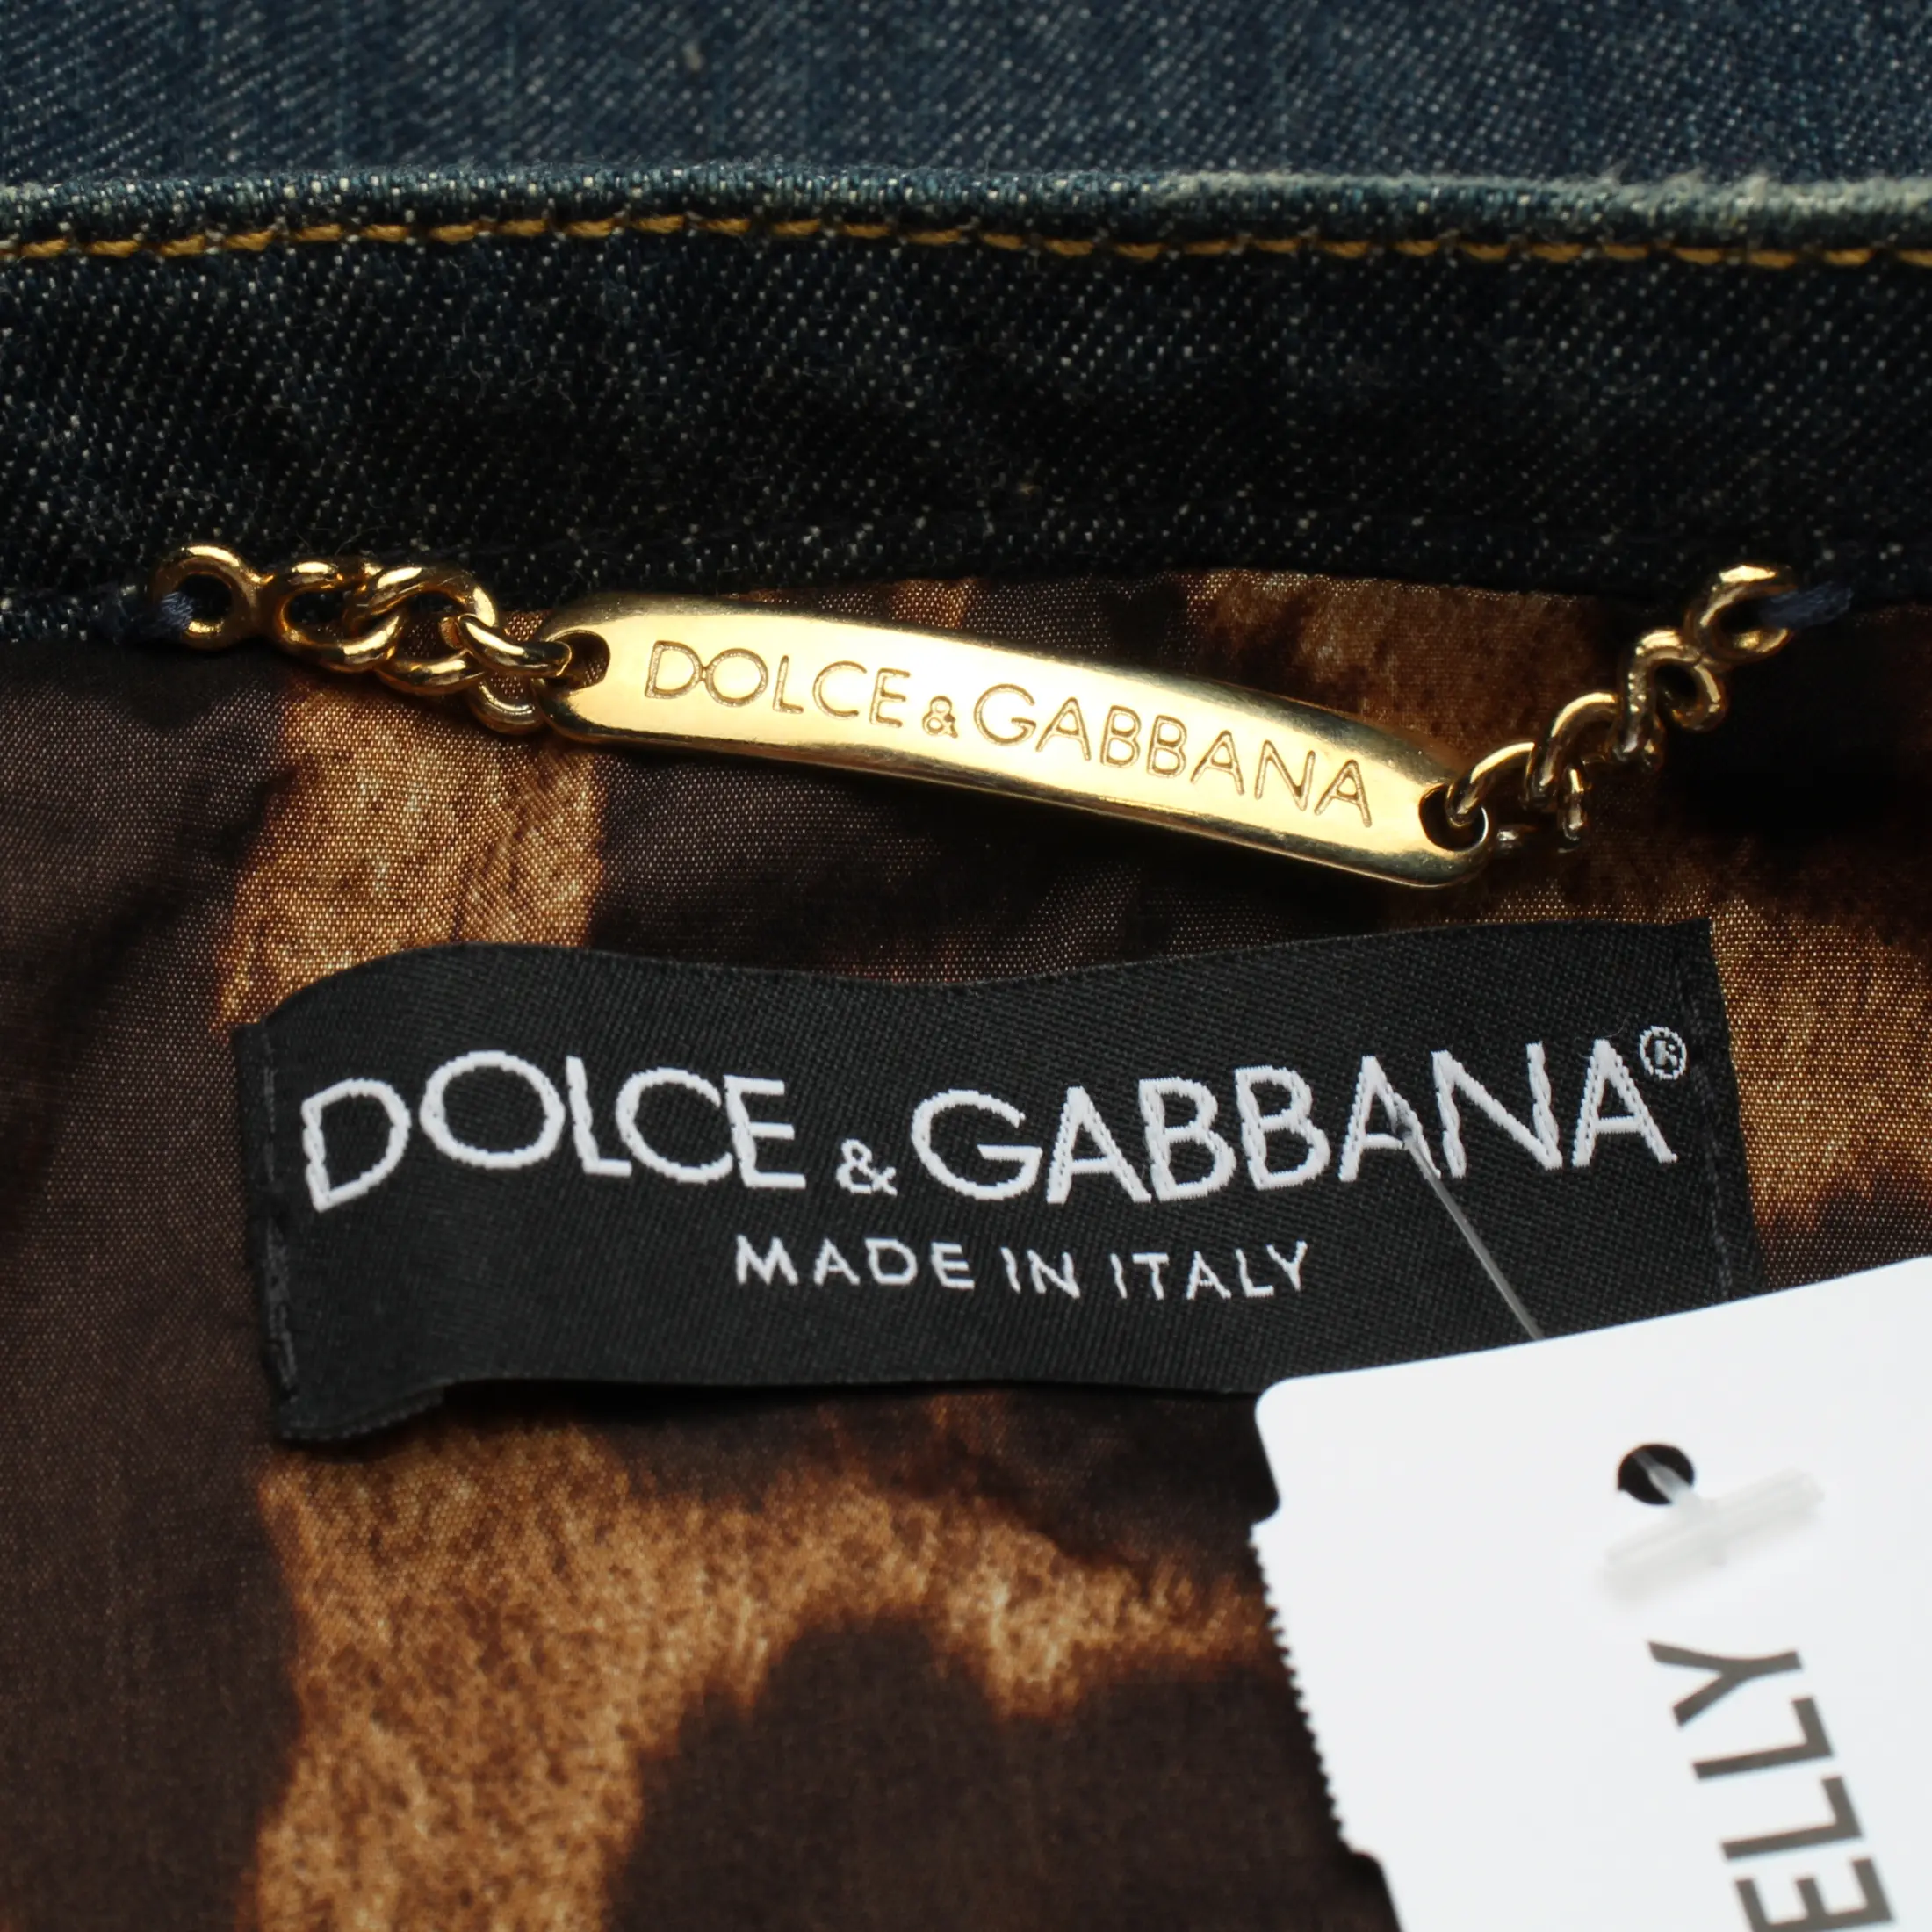 DOLCE & GABBANA
DOLCE & GABBANA®
MADE IN ITALY
ELLY